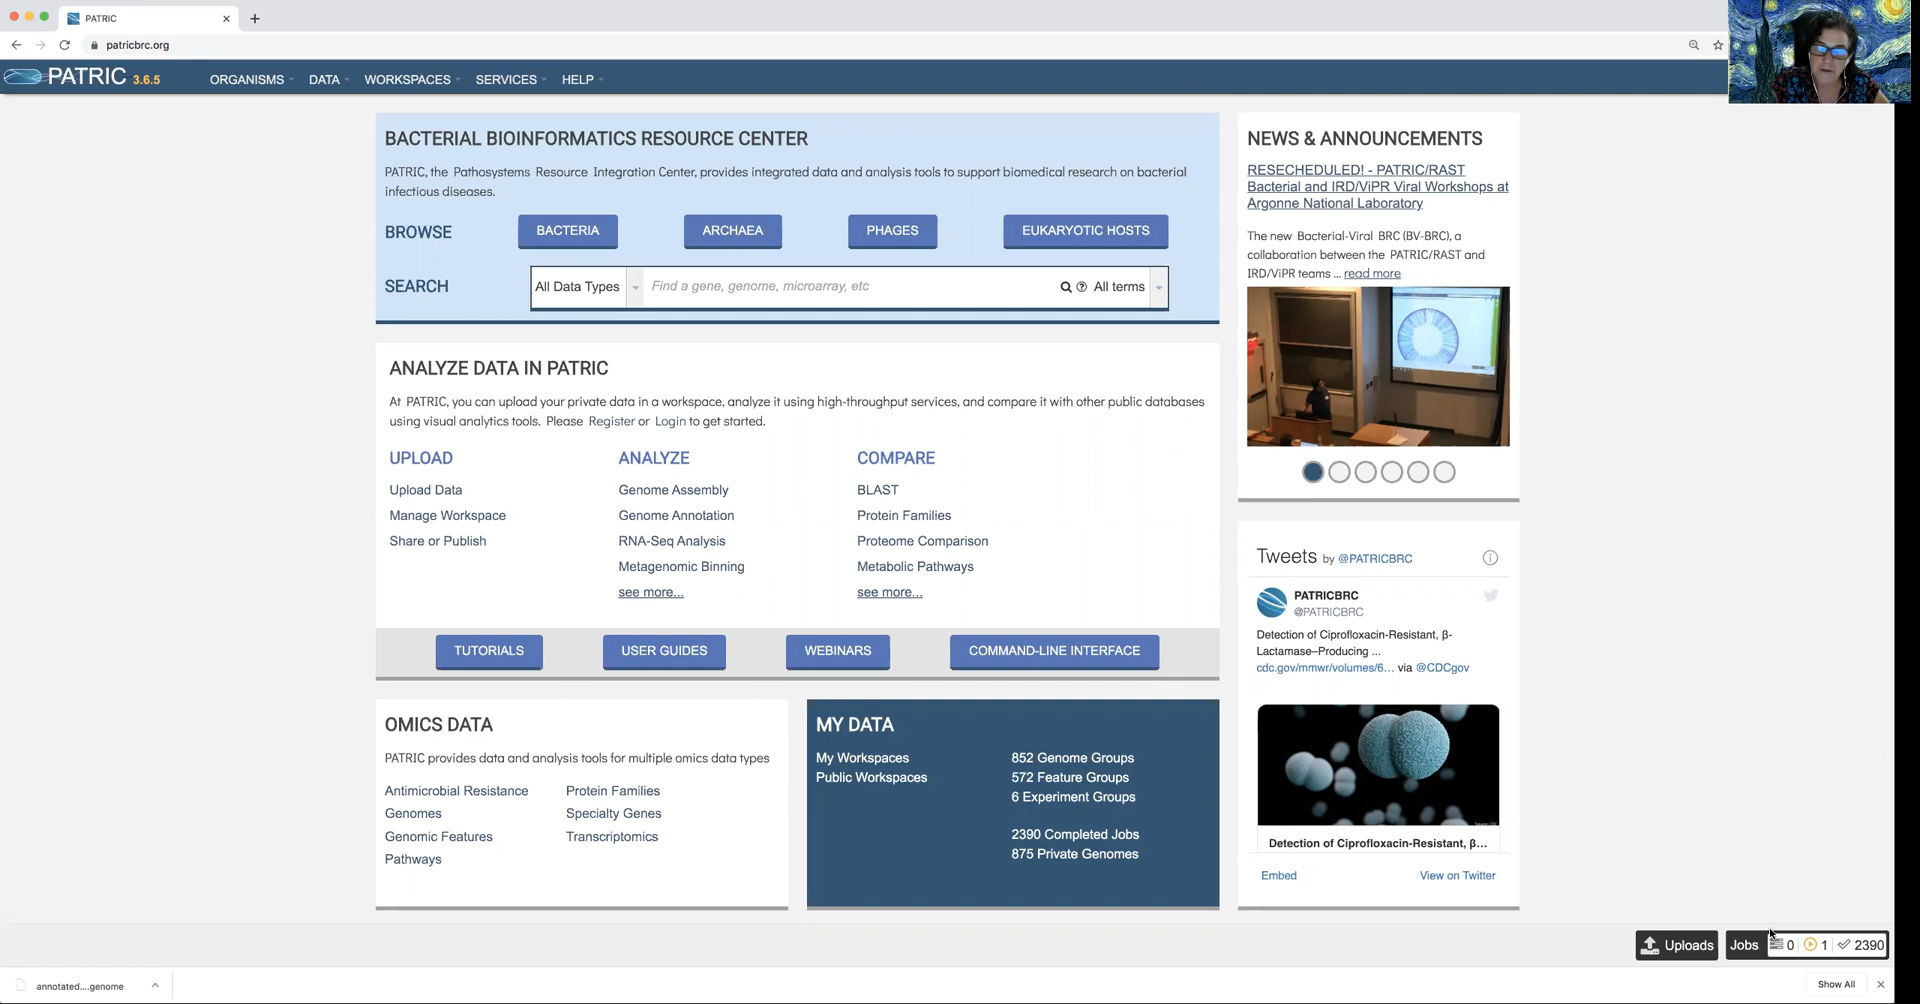 PATRIC
patricbrc.org
PATRIC 3.6.5
ORGANISMS DATA WORKSPACES SERVICES HELP
BACTERIAL BIOINFORMATICS RESOURCE CENTER
PATRIC, the Pathosystems Resource Integration Center, provides integrated data and analysis tools to support biomedical research on bacterial
infectious diseases.
BROWSE BACTERIA ARCHAEA PHAGES EUKARYOTIC HOSTS
SEARCH All Data Types Find a gene, genome, microarray, etc All terms
ANALYZE DATA IN PATRIC
At PATRIC, you can upload your private data in a workspace, analyze it using high-throughput services, and compare it with other public databases
using visual analytics tools. Please Register or Login to get started.
UPLOAD
Upload Data
Manage Workspace
Share or Publish
ANALYZE
Genome Assembly
Genome Annotation
RNA-Seq Analysis
Metagenomic Binning
see more...
COMPARE
BLAST
Protein Families
Proteome Comparison
Metabolic Pathways
see more...
TUTORIALS USER GUIDES WEBINARS COMMAND-LINE INTERFACE
OMICS DATA
PATRIC provides data and analysis tools for multiple omics data types
Antimicrobial Resistance
Genomes
Genomic Features
Pathways
Protein Families
Specialty Genes
Transcriptomics
MY DATA
My Workspaces
Public Workspaces
852 Genome Groups
572 Feature Groups
6 Experiment Groups
2390 Completed Jobs
875 Private Genomes
NEWS & ANNOUNCEMENTS
RESECHEDULED! - PATRIC/RAST
Bacterial and IRD/ViPR Viral Workshops at
Argonne National Laboratory
The new Bacterial-Viral BRC (BV-BRC), a
collaboration between the PATRIC/RAST and
IRD/ViPR teams ... read more
Tweets by @PATRICBRC
PATRICBRC
@PATRICBRC
Detection of Ciprofloxacin-Resistant, β-
Lactamase–Producing ...
cdc.gov/mmwr/volumes/6… via @CDCgov
Detection of Ciprofloxacin-Resistant, β...
Embed View on Twitter
Uploads Jobs 0 1 2390
annotated....genome
Show All